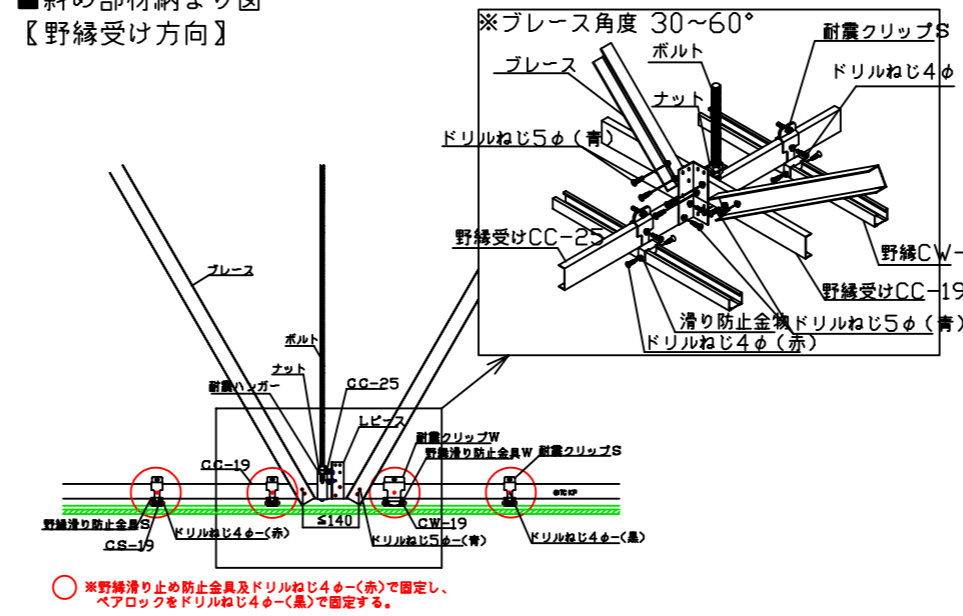 ■斜め部材納まり図
【野縁受け方向】
※ブレース角度 30~60°
耐震クリップS
ボルト
ブレース
ドリルねじ4φ
ナット
ドリルねじ5φ(青)
野縁受けCC-25
野縁CW-
野縁受けCC-19
滑り防止金物
ドリルねじ5φ(青)
ドリルねじ4φ(赤)
ブレース
ボルト
ナット
耐震ハンガー
CC-25
Lピース
耐震クリップW
野縁滑り防止金具W
耐震クリップS
CC-19
野縁滑り防止金具S
CS-19
ドリルねじ4φ-(赤)
≦140
CW-19
ドリルねじ5φ-(青)
ドリルねじ4φ-(黒)
※野縁滑り止め防止金具及ドリルねじ4φ-(赤)で固定し、
ペアロックをドリルねじ4φ-(黒)で固定する。